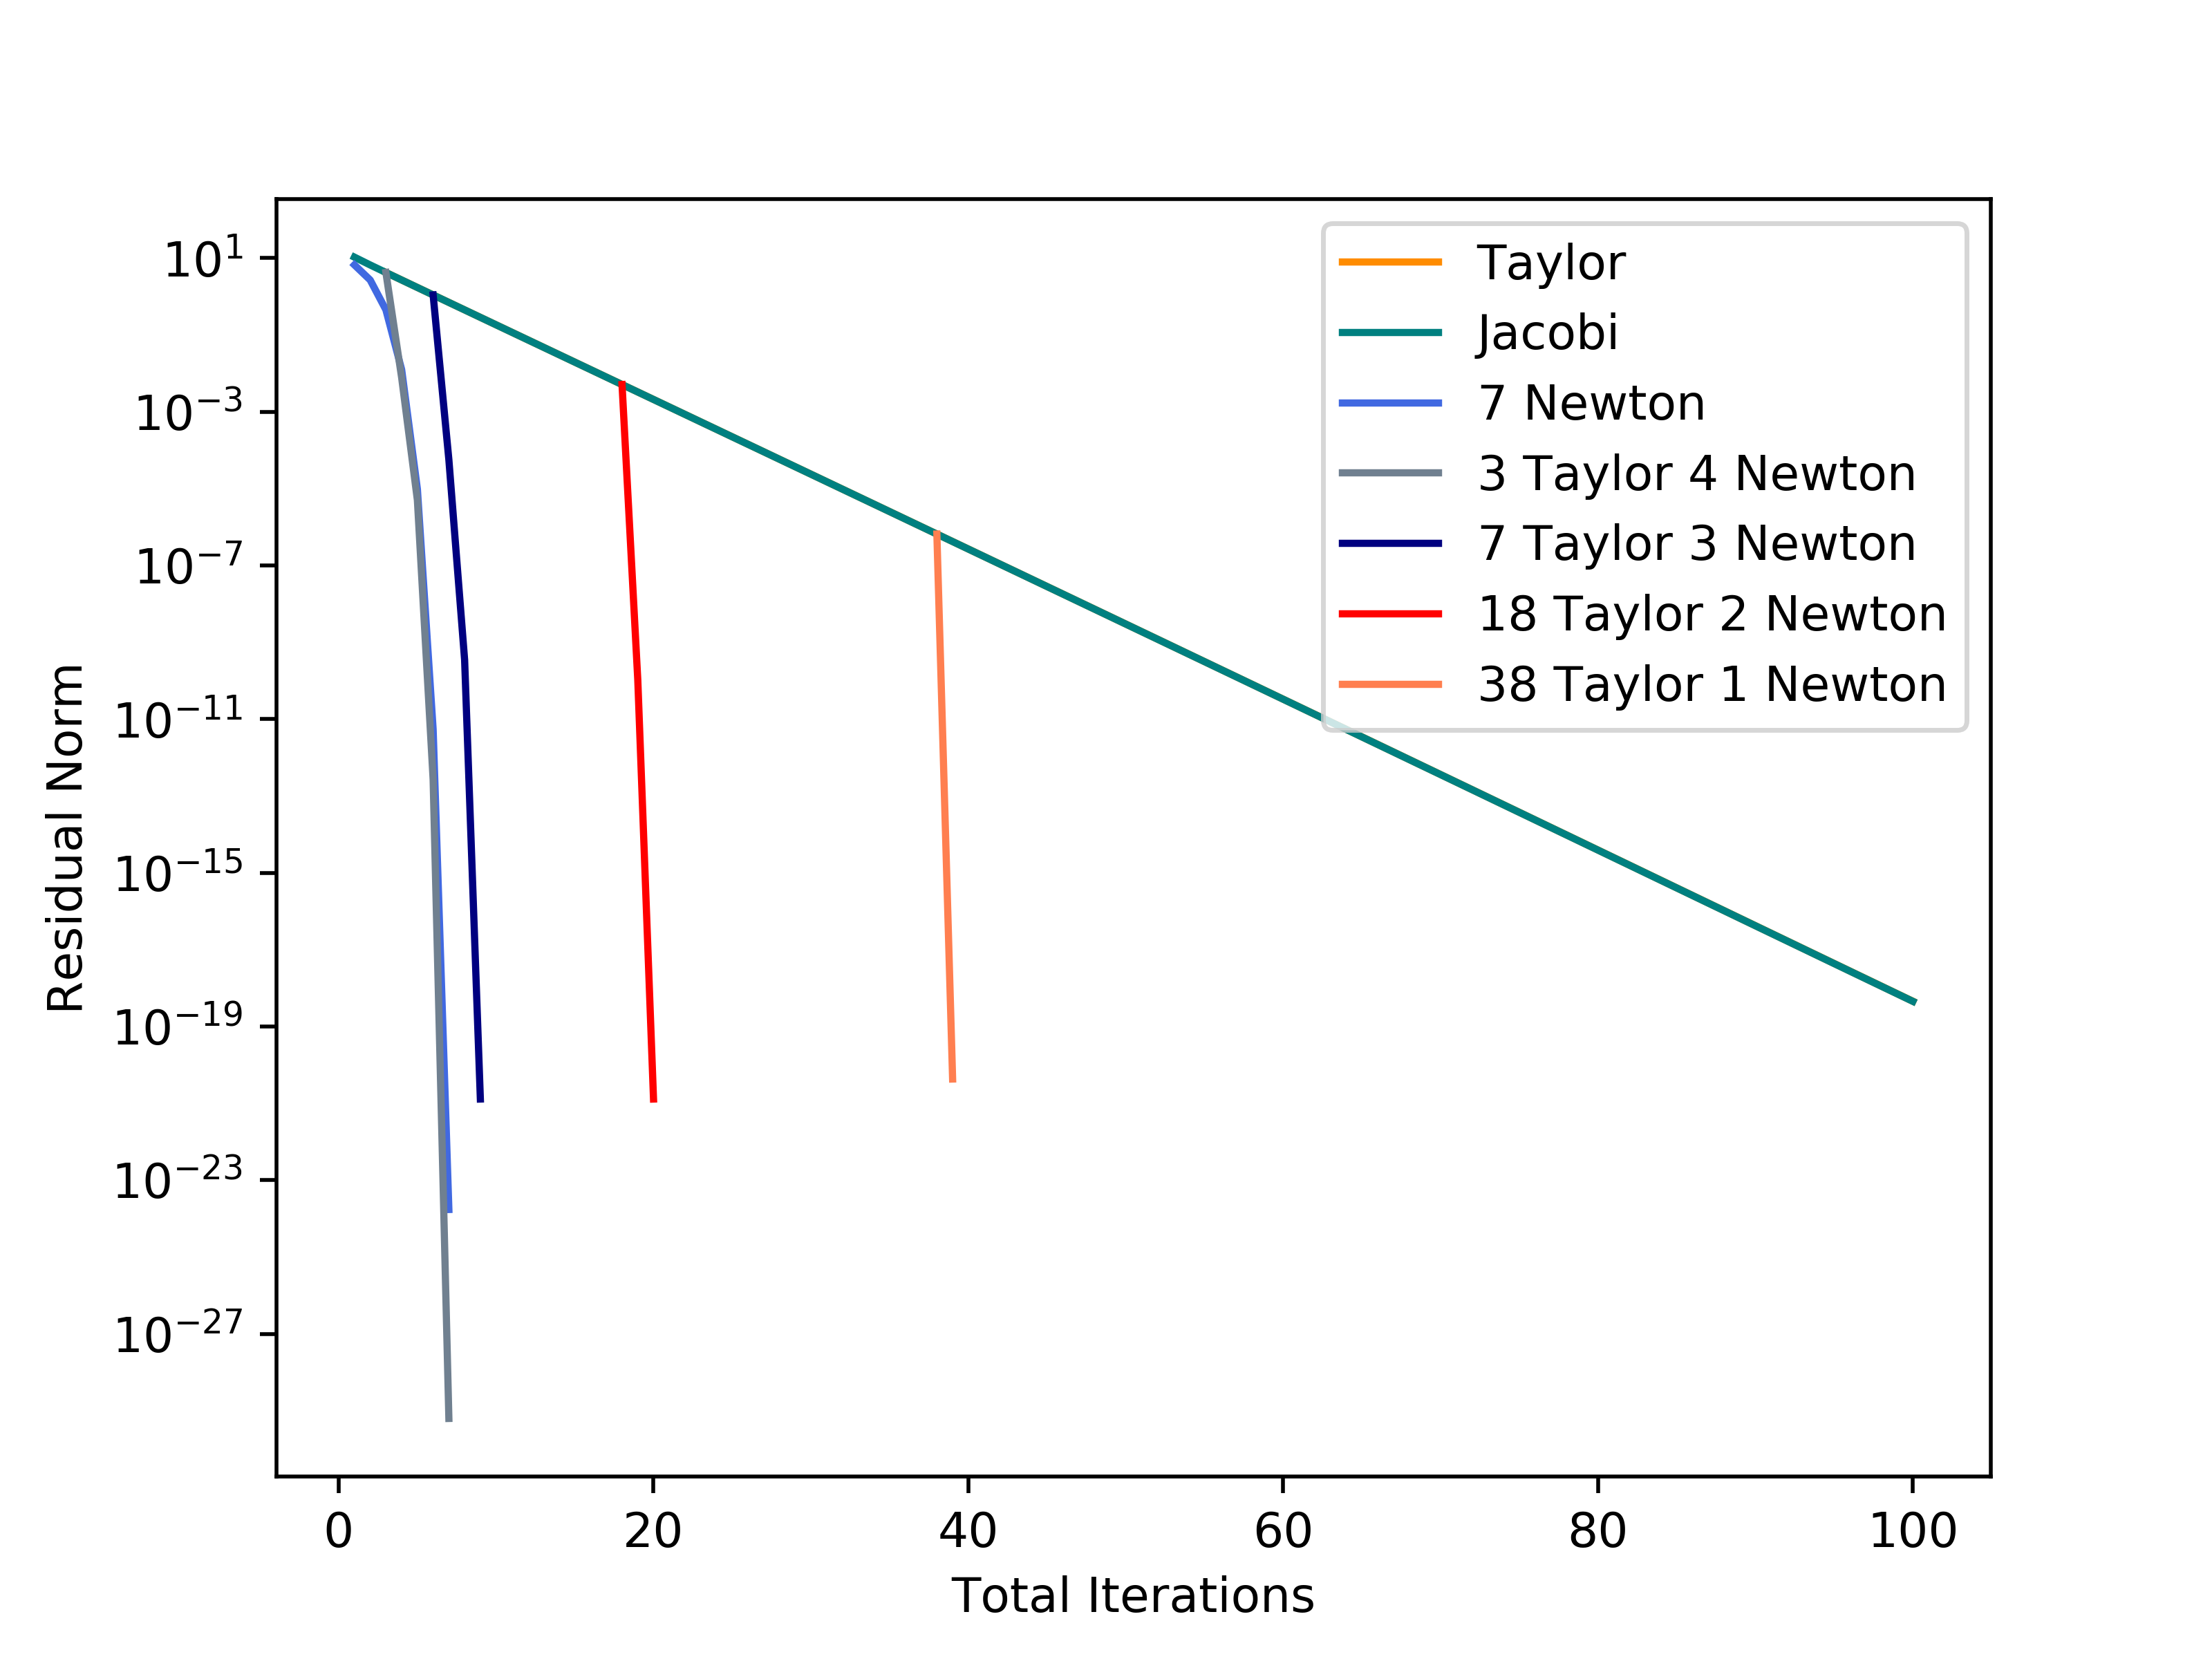 10^1
10^−3
10^−7
10^−11
10^−15
10^−19
10^−23
10^−27
Residual Norm
Taylor
Jacobi
7 Newton
3 Taylor 4 Newton
7 Taylor 3 Newton
18 Taylor 2 Newton
38 Taylor 1 Newton
0 20 40 60 80 100
Total Iterations